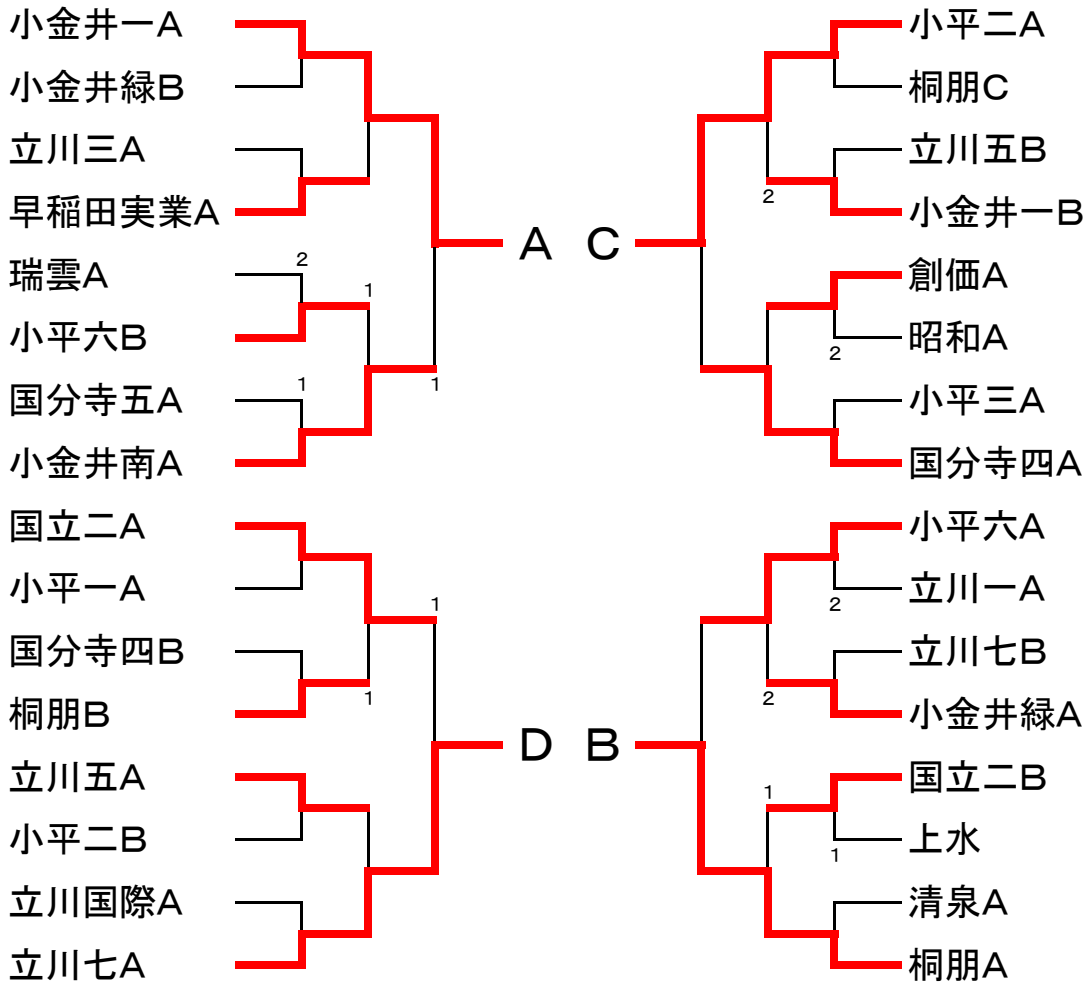 小金井一A
小金井緑B
立川三A
早稲田実業A
瑞雲A
小平六B
国分寺五A
小金井南A
2
1
1
1
A
国立二A
小平一A
国分寺四B
桐朋B
立川五A
小平二B
立川国際A
立川七A
1
1
D
小平二A
桐朋C
立川五B
小金井一B
創価A
昭和A
小平三A
国分寺四A
2
2
C
小平六A
立川一A
立川七B
小金井緑A
国立二B
上水
清泉A
桐朋A
2
2
1
1
B